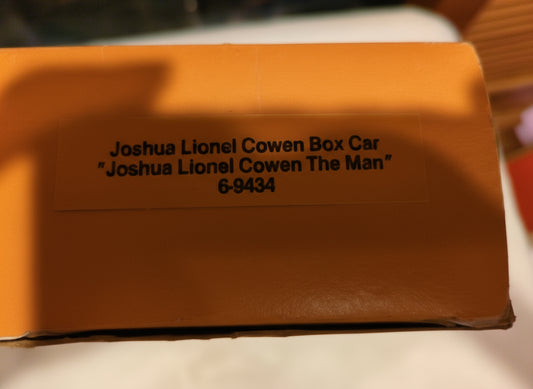 Joshua Lionel Cowen Box Car
"Joshua Lionel Cowen The Man"
6-9434